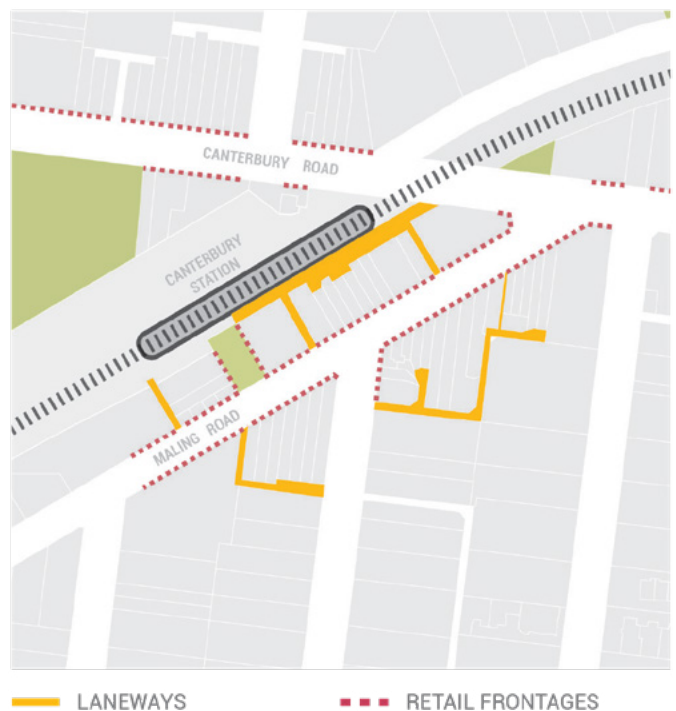 CANTERBURY ROAD
CANTERBURY
STATION
MALING ROAD
LANEWAYS
RETAIL FRONTAGES